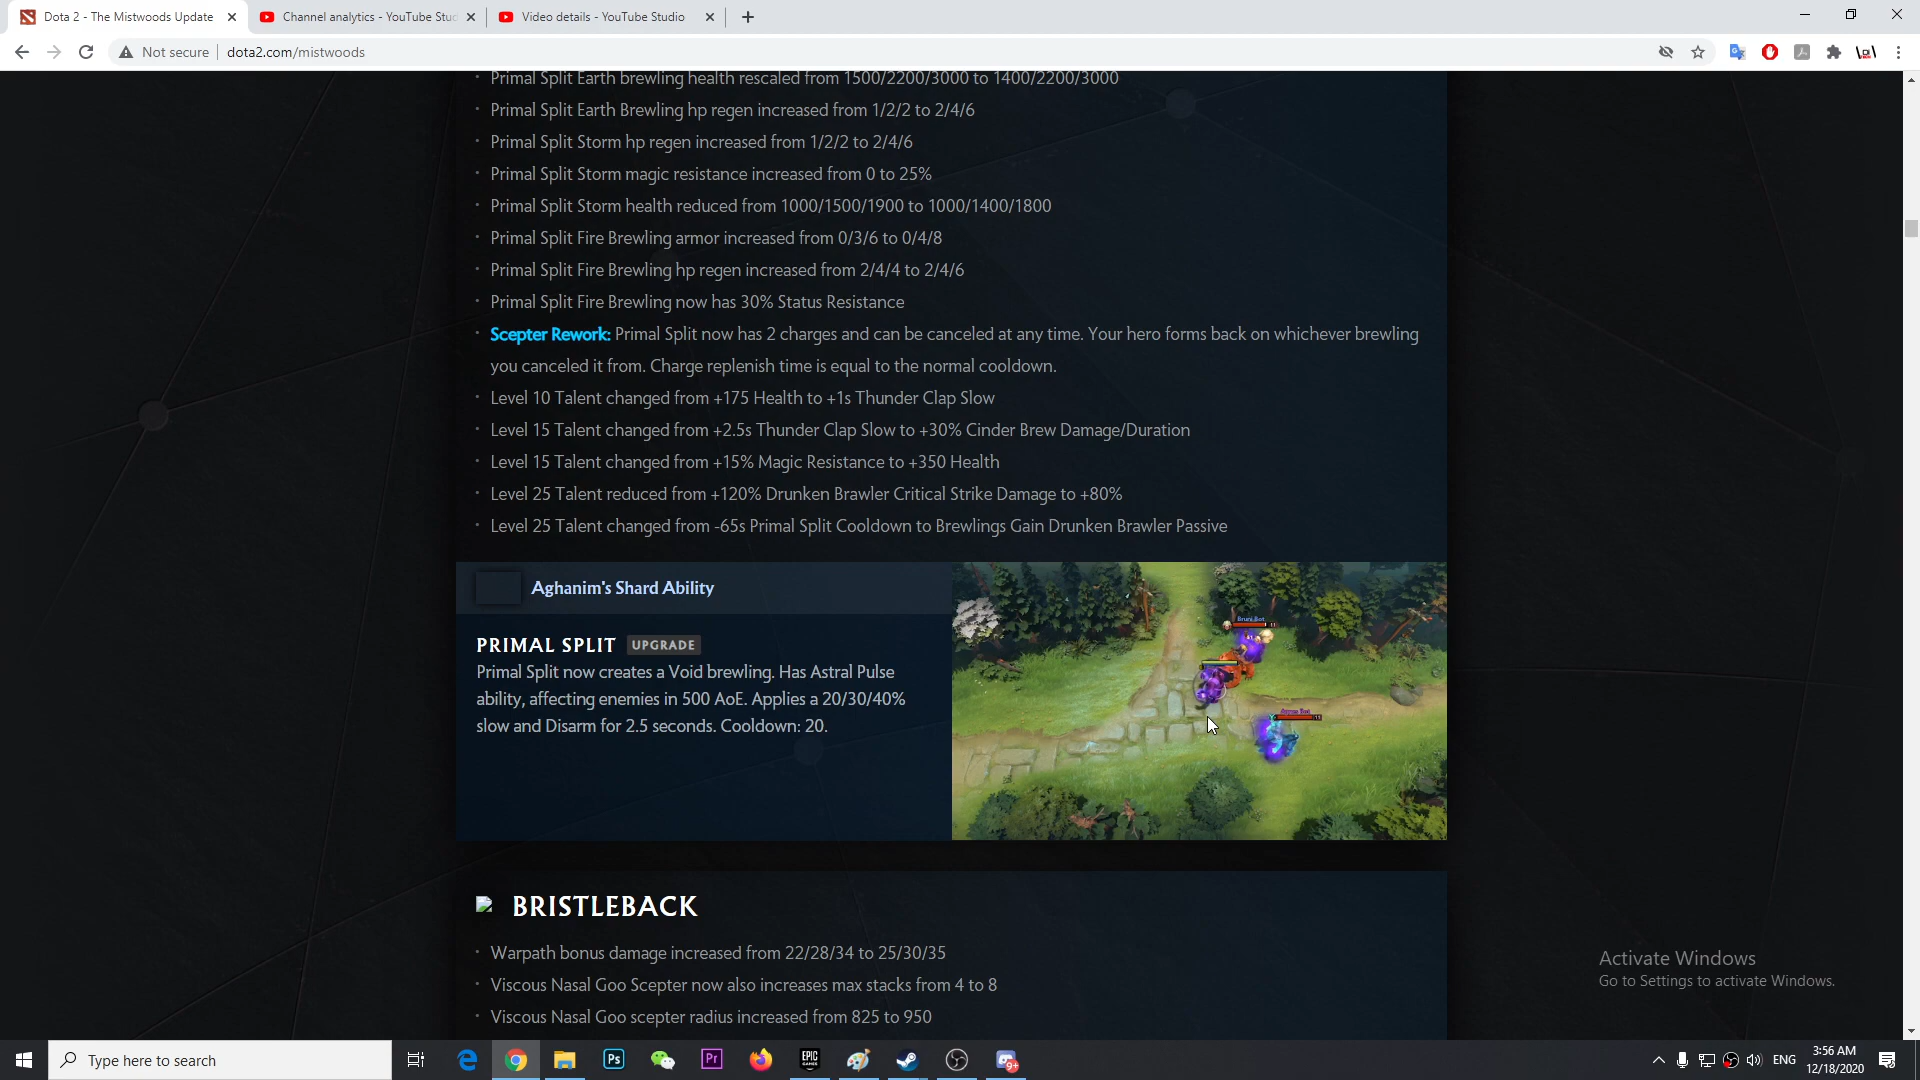 Dota 2 - The Mistwoods Update
Channel analytics - YouTube Stu
Video details - YouTube Studio
Not secure
dota2.com/mistwoods
Primal Split Earth brewling health rescaled from 1500/2200/3000 to 1400/2200/3000
Primal Split Earth Brewling hp regen increased from 1/2/2 to 2/4/6
Primal Split Storm hp regen increased from 1/2/2 to 2/4/6
Primal Split Storm magic resistance increased from 0 to 25%
Primal Split Storm health reduced from 1000/1500/1900 to 1000/1400/1800
Primal Split Fire Brewling armor increased from 0/3/6 to 0/4/8
Primal Split Fire Brewling hp regen increased from 2/4/4 to 2/4/6
Primal Split Fire Brewling now has 30% Status Resistance
Scepter Rework: Primal Split now has 2 charges and can be canceled at any time. Your hero forms back on whichever brewling
you canceled it from. Charge replenish time is equal to the normal cooldown.
Level 10 Talent changed from +175 Health to +1s Thunder Clap Slow
Level 15 Talent changed from +2.5s Thunder Clap Slow to +30% Cinder Brew Damage/Duration
Level 15 Talent changed from +15% Magic Resistance to +350 Health
Level 25 Talent reduced from +120% Drunken Brawler Critical Strike Damage to +80%
Level 25 Talent changed from -65s Primal Split Cooldown to Brewlings Gain Drunken Brawler Passive
Aghanim's Shard Ability
PRIMAL SPLIT UPGRADE
Primal Split now creates a Void brewling. Has Astral Pulse
ability, affecting enemies in 500 AoE. Applies a 20/30/40%
slow and Disarm for 2.5 seconds. Cooldown: 20.
BRISTLEBACK
Warpath bonus damage increased from 22/28/34 to 25/30/35
Viscous Nasal Goo Scepter now also increases max stacks from 4 to 8
Viscous Nasal Goo scepter radius increased from 825 to 950
Activate Windows
Go to Settings to activate Windows.
Type here to search
Ps
Pr
EPIC
GAMES
9+
ENG
3:56 AM
12/18/2020